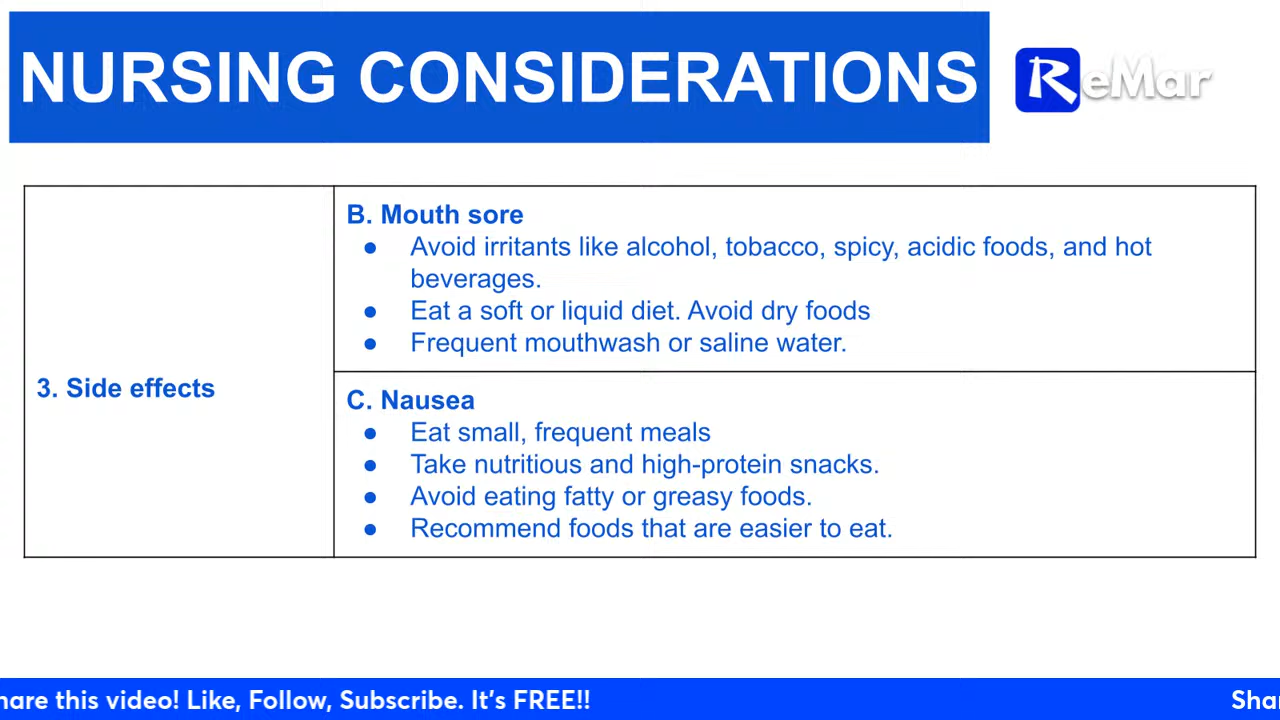 NURSING CONSIDERATIONS
ReMar
3. Side effects
B. Mouth sore
● Avoid irritants like alcohol, tobacco, spicy, acidic foods, and hot
beverages.
● Eat a soft or liquid diet. Avoid dry foods
● Frequent mouthwash or saline water.
C. Nausea
● Eat small, frequent meals
● Take nutritious and high-protein snacks.
● Avoid eating fatty or greasy foods.
● Recommend foods that are easier to eat.
hare this video! Like, Follow, Subscribe. It's FREE!! Shar